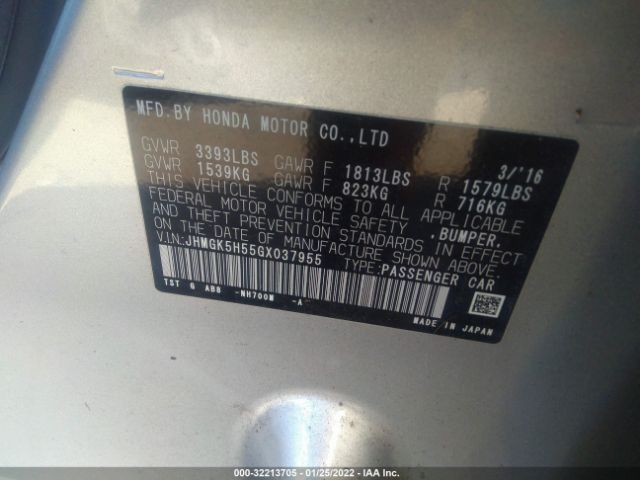 MFD.BY HONDA MOTOR CO.,LTD
3/'16
GVWR 3393LBS GAWR F 1813LBS R 1579LBS
GVWR 1539KG GAWR F 823KG R 716KG
THIS VEHICLE CONFORMS TO ALL APPLICABLE
FEDERAL MOTOR VEHICLE SAFETY ,BUMPER,
AND THEFT PREVENTION STANDARDS IN EFFECT
ON THE DATE OF MANUFACTURE SHOWN ABOVE.
V.I.N: JHMGK5H55GX037955 TYPE:PASSENGER CAR
TST G AB8 -NH700M -A
MADE IN JAPAN
000-32213705 - 01/25/2022 - IAA Inc.